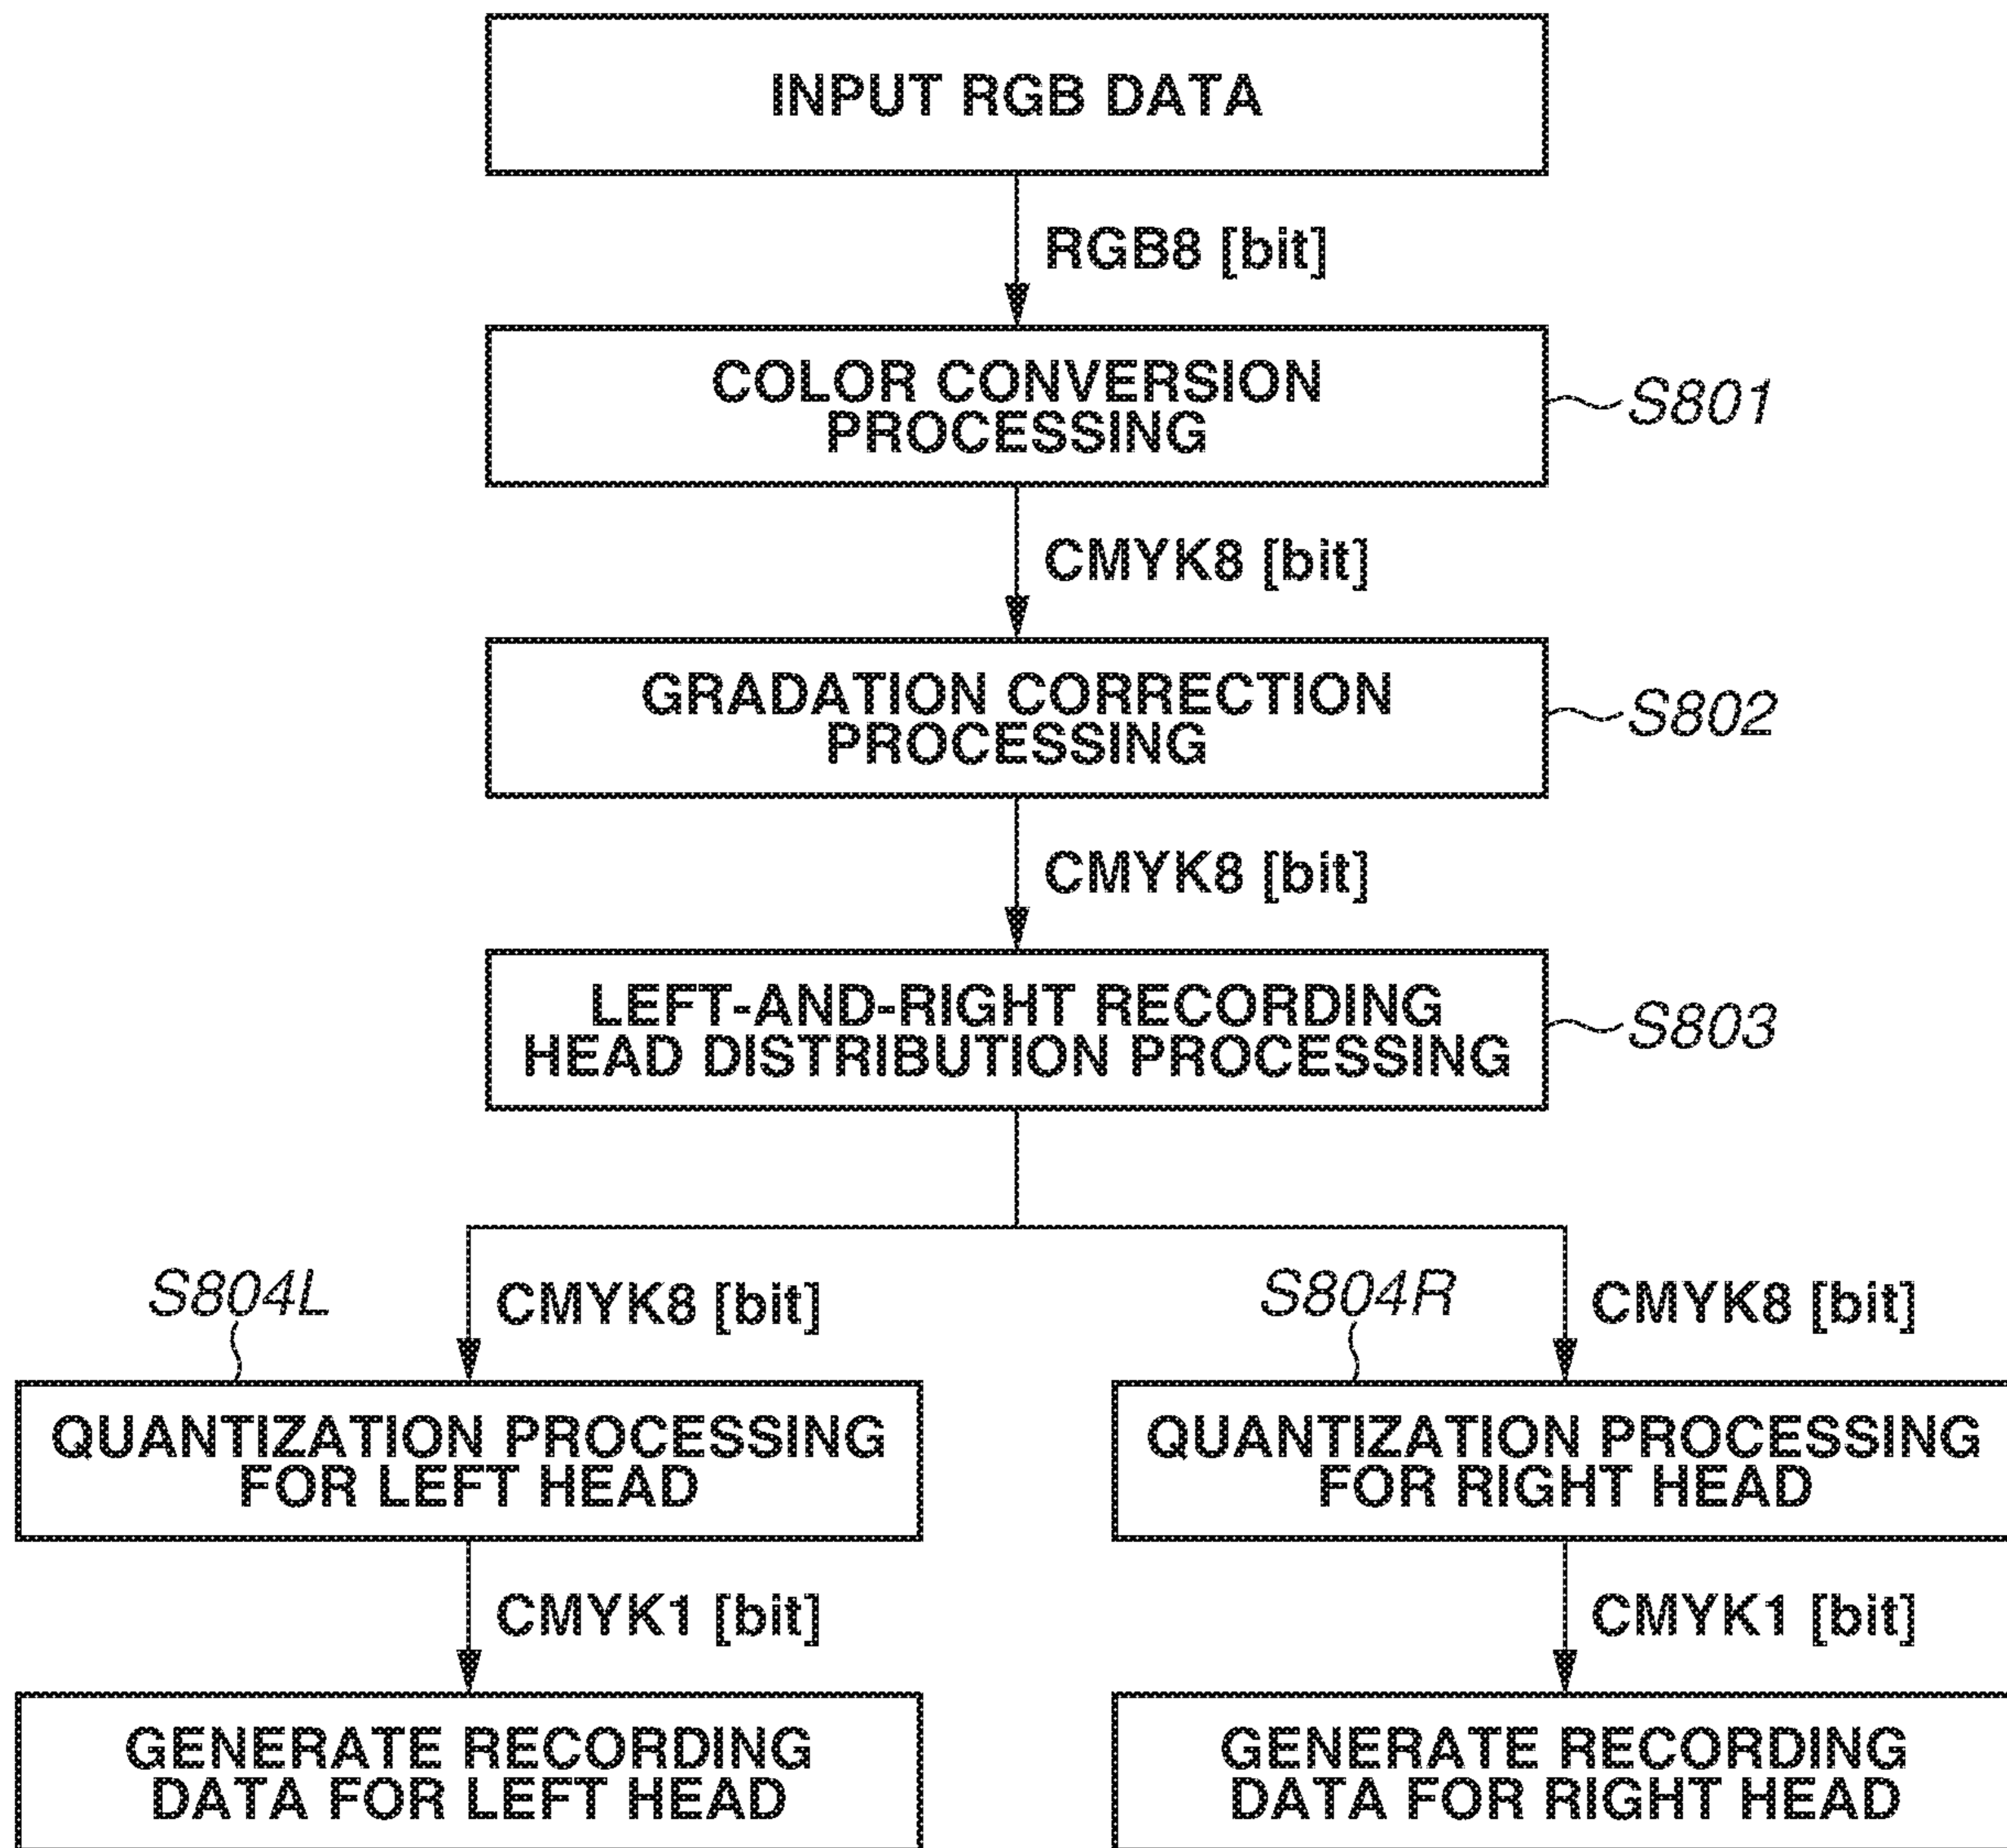 INPUT RGB DATA
RGB8 [bit]
COLOR CONVERSION
PROCESSING
S801
CMYK8 [bit]
GRADATION CORRECTION
PROCESSING
S802
CMYK8 [bit]
LEFT-AND-RIGHT RECORDING
HEAD DISTRIBUTION PROCESSING
S803
S804L
CMYK8 [bit]
S804R
CMYK8 [bit]
QUANTIZATION PROCESSING
FOR LEFT HEAD
QUANTIZATION PROCESSING
FOR RIGHT HEAD
CMYK1 [bit]
CMYK1 [bit]
GENERATE RECORDING
DATA FOR LEFT HEAD
GENERATE RECORDING
DATA FOR RIGHT HEAD